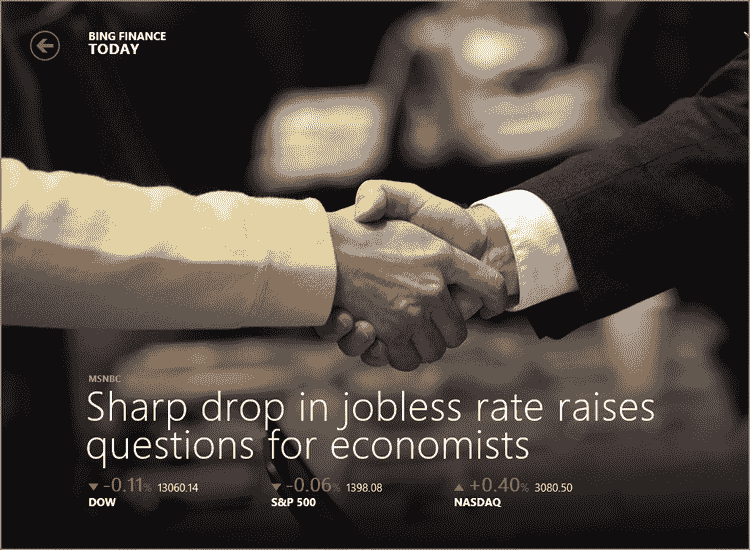 BING FINANCE
TODAY
MSNBC
Sharp drop in jobless rate raises
questions for economists
▼ -0.11% 13060.14
DOW
▼ -0.06% 1398.08
S&P 500
▲ +0.40% 3080.50
NASDAQ